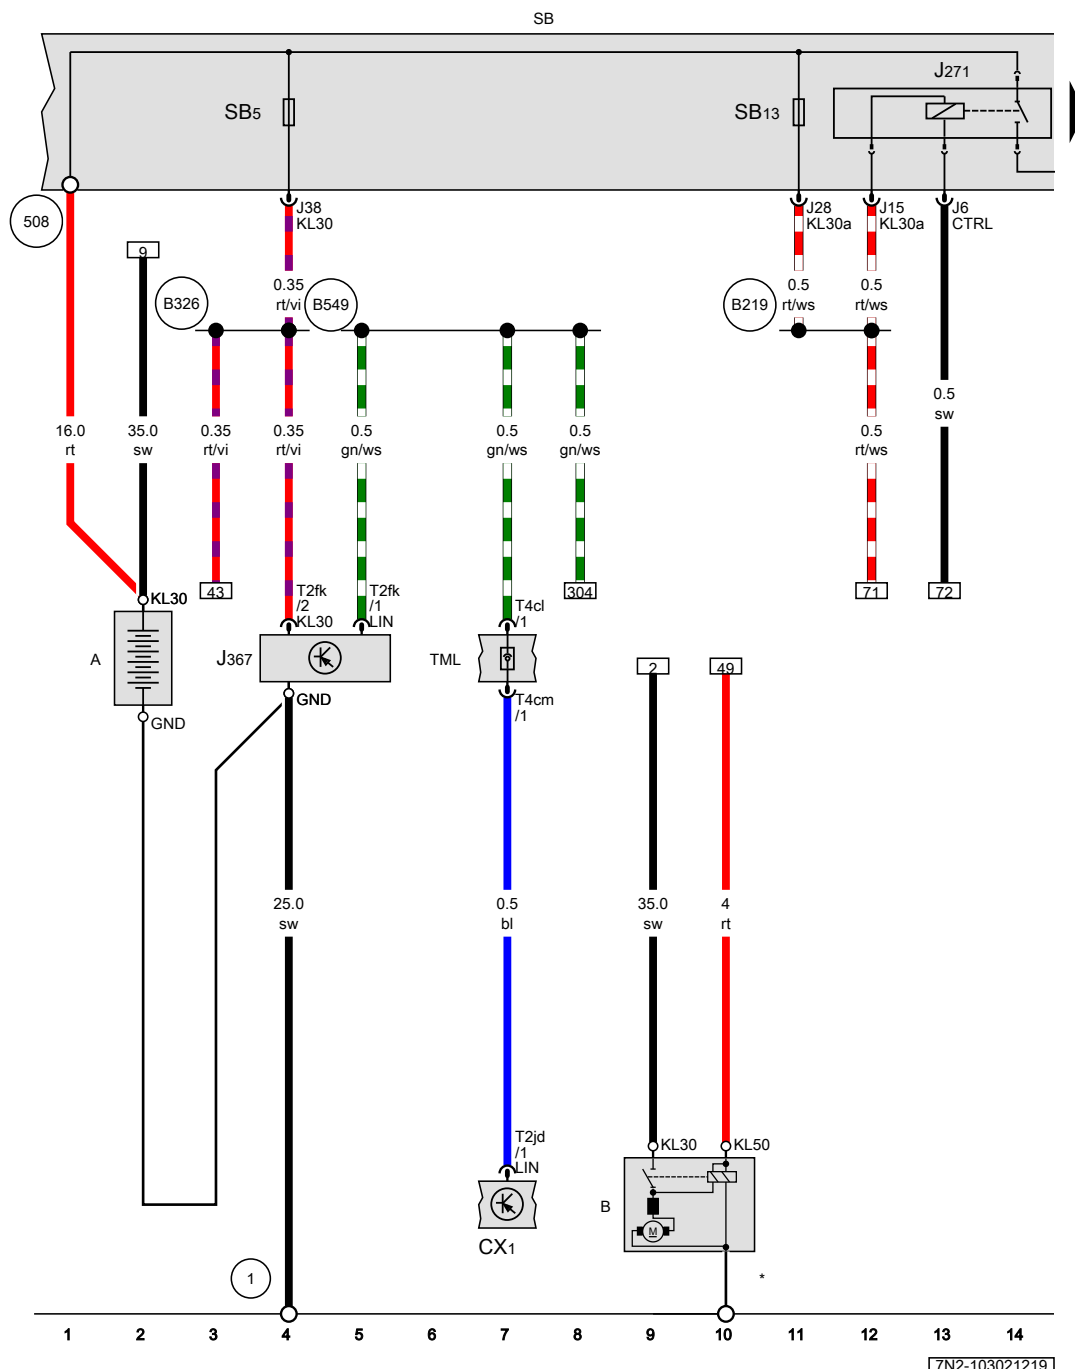 SB
J271
SB5
SB13
508
J38
KL30
J28
KL30a
J15
KL30a
J6
CTRL
9
B326
0.35
rt/vi
B549
B219
0.5
rt/ws
0.5
rt/ws
0.5
sw
16.0
rt
35.0
sw
0.35
rt/vi
0.35
rt/vi
0.5
gn/ws
0.5
gn/ws
0.5
gn/ws
0.5
rt/ws
43
T2fk
/2
KL30
T2fk
/1
LIN
304
71
72
KL30
T4cl
/1
A
J367
TML
2
49
GND
GND
T4cm
/1
25.0
sw
0.5
bl
35.0
sw
4
rt
T2jd
/1
LIN
KL30
KL50
B
M
CX1
1
*
1 2 3 4 5 6 7 8 9 10 11 12 13 14
7N2-103021219